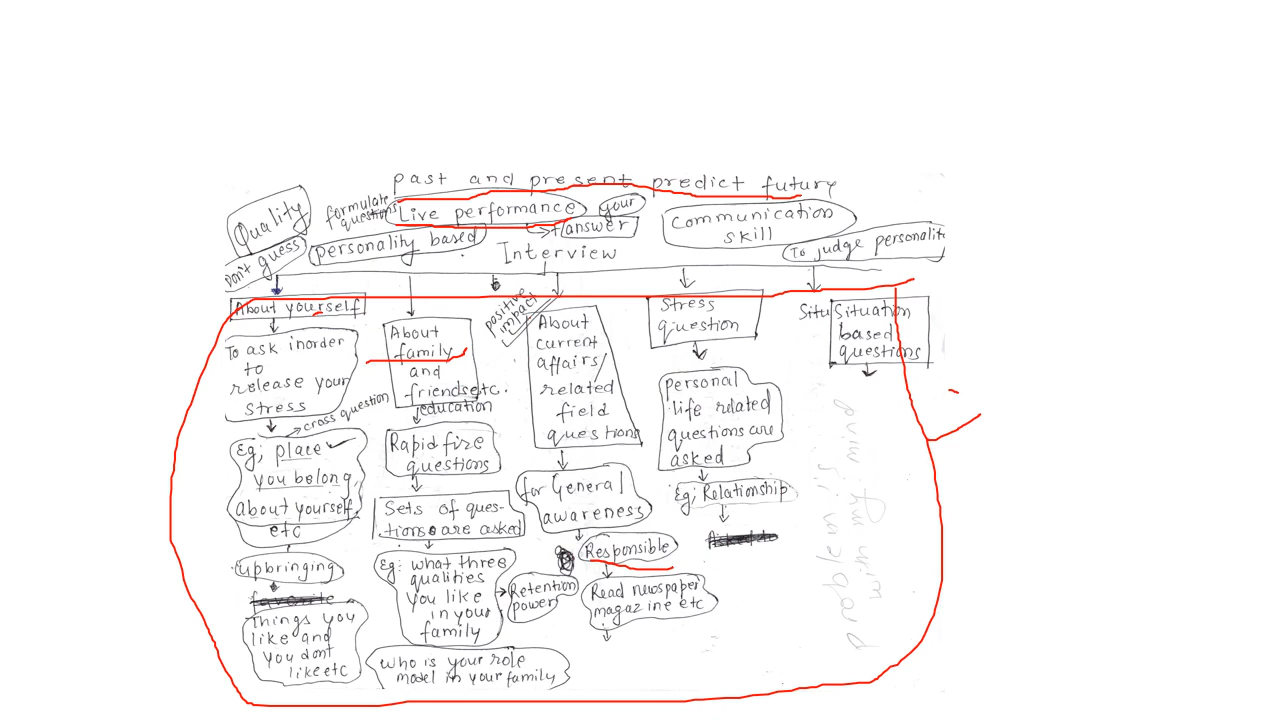 past and present predict future
Quality
Don't guess
formulate
questions
Live performance
personality based
your
answer
Interview
Communication
skill
To judge personalit
About yourself
To ask inorder
to
release your
stress
cross question
Eg; place
you belong,
about yourself,
etc
Upbringing
Things you
like and
you dont
like etc
About
family
and
friends etc.
education
Rapid fire
questions
Sets of ques-
tions are asked
Eg: what three
qualities
you like
in your
family
Retention
power
Who is your role
model in your family
positive
impact
About
current
affairs/
related
field
questions
for General
awareness
Responsible
Read newspaper
magazine etc
Stress
question
personal
life related
questions are
asked
Eg; Relationship
Situ Situation
based
questions